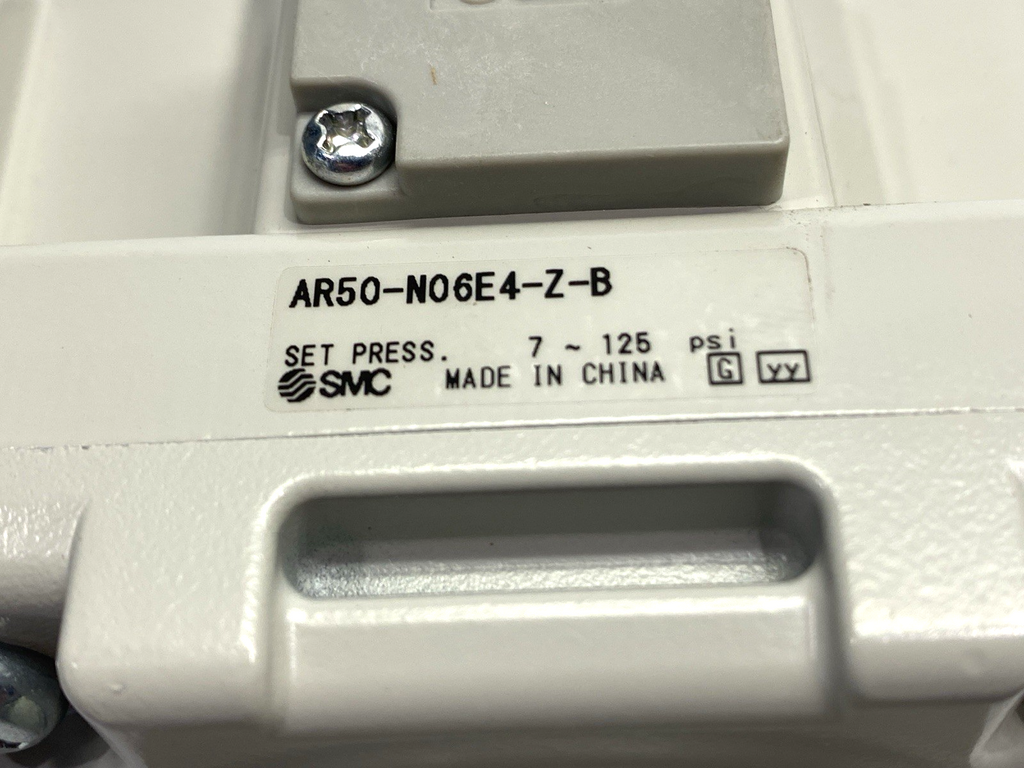 AR50-N06E4-Z-B
SET PRESS. 7 ~ 125 psi
SMC MADE IN CHINA G yy